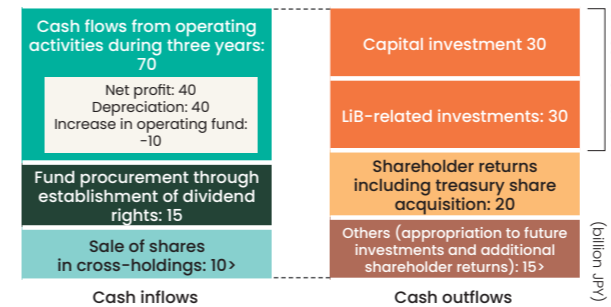 Cash flows from operating
activities during three years:
70
Net profit: 40
Depreciation: 40
Increase in operating fund:
-10
Fund procurement through
establishment of dividend
rights: 15
Sale of shares
in cross-holdings: 10>
Cash inflows
Capital investment 30
LiB-related investments: 30
Shareholder returns
including treasury share
acquisition: 20
Others (appropriation to future
investments and additional
shareholder returns): 15>
Cash outflows
(billion JPY)